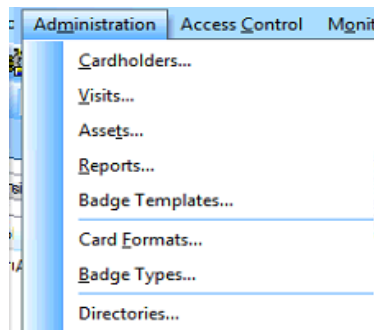 Administration Access Control
Cardholders...
Visits...
Assets...
Reports...
Badge Templates...
Card Formats...
Badge Types...
Directories...